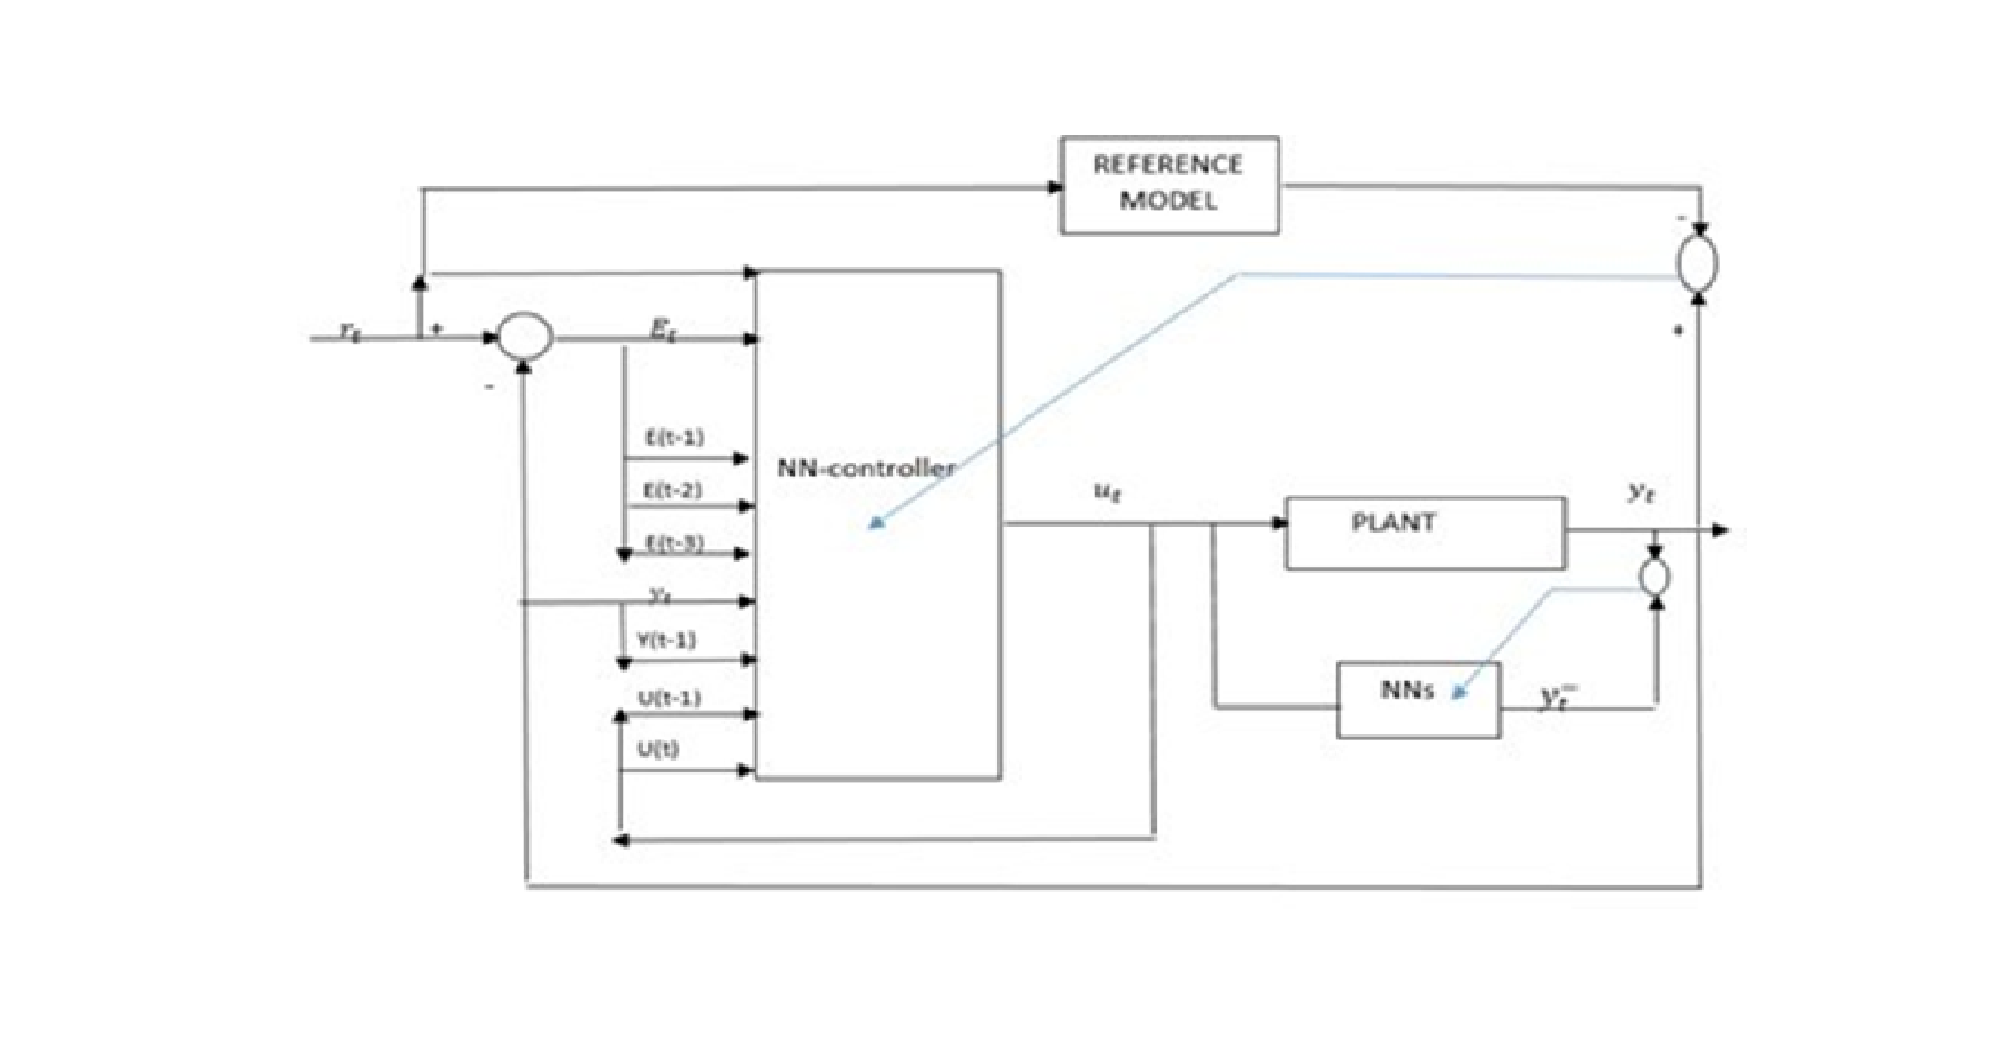 REFERENCE
MODEL
-
r_t
+
E_t
+
-
E(t-1)
NN-controller
E(t-2)
u_t
y_t
PLANT
E(t-3)
y_t
Y(t-1)
NNs
y_t^-
U(t-1)
U(t)